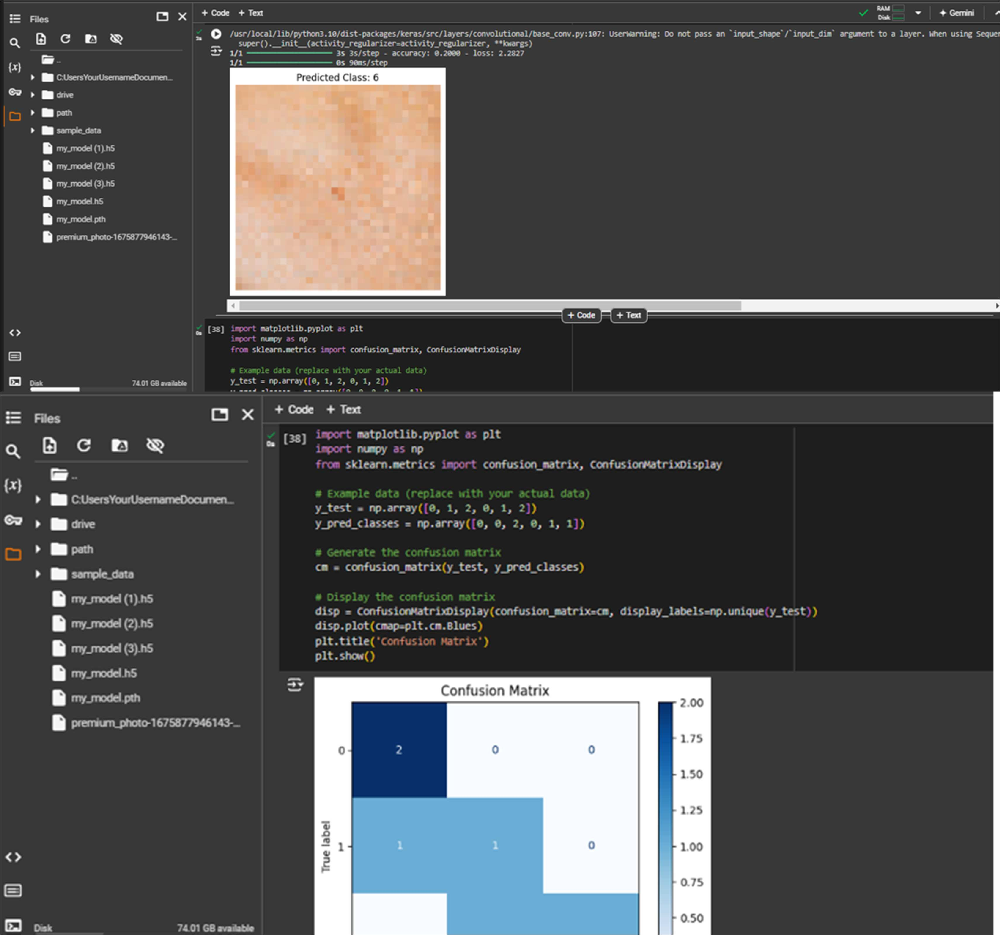 Files
..
C:UsersYourUsernameDocumen...
drive
path
sample_data
my_model (1).h5
my_model (2).h5
my_model (3).h5
my_model.h5
my_model.pth
premium_photo-1675877946143-...
Disk 74.01 GB available
+ Code + Text
RAM
Disk
Gemini
3s
/usr/local/lib/python3.10/dist-packages/keras/src/layers/convolutional/base_conv.py:107: UserWarning: Do not pass an `input_shape`/`input_dim` argument to a layer. When using Sequen
super().__init__(activity_regularizer=activity_regularizer, **kwargs)
1/1 3s 3s/step - accuracy: 0.2000 - loss: 2.2827
1/1 0s 90ms/step
Predicted Class: 6
+ Code + Text
0s
[38] import matplotlib.pyplot as plt
import numpy as np
from sklearn.metrics import confusion_matrix, ConfusionMatrixDisplay
# Example data (replace with your actual data)
y_test = np.array([0, 1, 2, 0, 1, 2])
y_pred_classes = np.array([0, 0, 2, 0, 1, 1])
Files
..
C:UsersYourUsernameDocumen...
drive
path
sample_data
my_model (1).h5
my_model (2).h5
my_model (3).h5
my_model.h5
my_model.pth
premium_photo-1675877946143-...
Disk 74.01 GB available
+ Code + Text
0s
[38] import matplotlib.pyplot as plt
import numpy as np
from sklearn.metrics import confusion_matrix, ConfusionMatrixDisplay
# Example data (replace with your actual data)
y_test = np.array([0, 1, 2, 0, 1, 2])
y_pred_classes = np.array([0, 0, 2, 0, 1, 1])
# Generate the confusion matrix
cm = confusion_matrix(y_test, y_pred_classes)
# Display the confusion matrix
disp = ConfusionMatrixDisplay(confusion_matrix=cm, display_labels=np.unique(y_test))
disp.plot(cmap=plt.cm.Blues)
plt.title('Confusion Matrix')
plt.show()
Confusion Matrix
0 2 0 0
1 1 1 0
True label
2.00
1.75
1.50
1.25
1.00
0.75
0.50